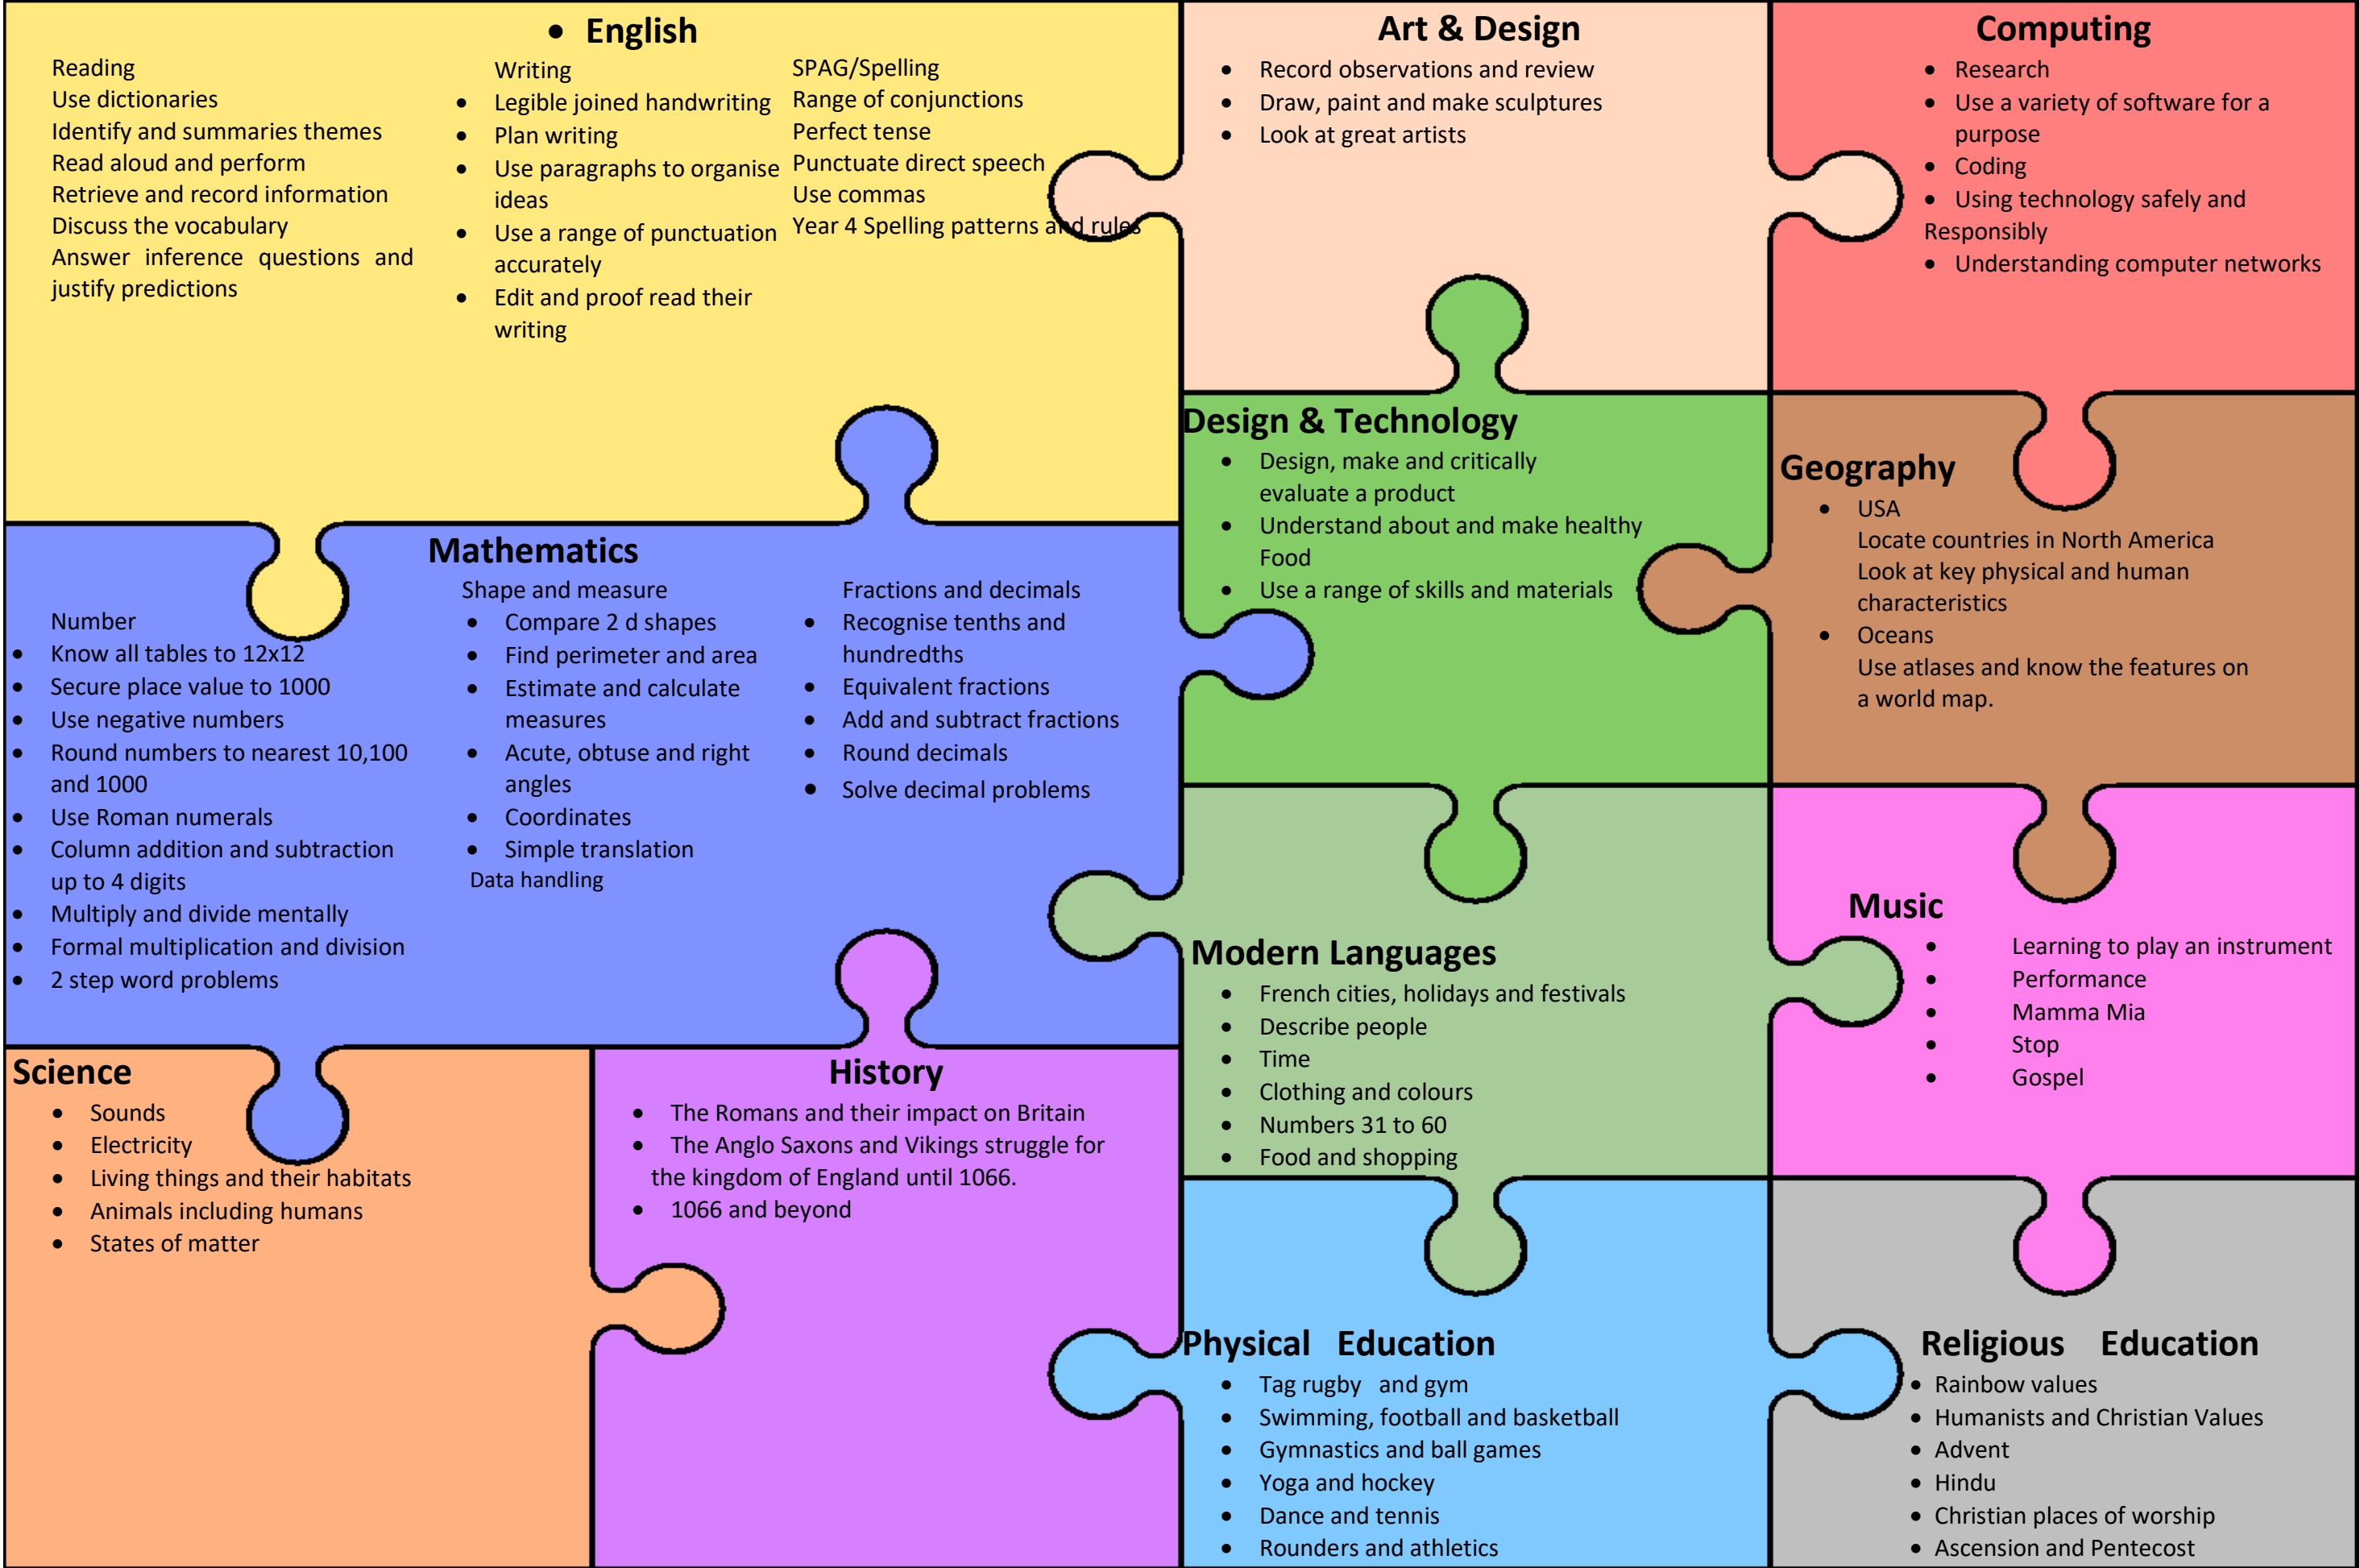 • English
Reading
Use dictionaries
Identify and summaries themes
Read aloud and perform
Retrieve and record information
Discuss the vocabulary
Answer inference questions and
justify predictions
Writing
• Legible joined handwriting
• Plan writing
• Use paragraphs to organise
ideas
• Use a range of punctuation
accurately
• Edit and proof read their
writing
SPAG/Spelling
Range of conjunctions
Perfect tense
Punctuate direct speech
Use commas
Year 4 Spelling patterns and rules
Art & Design
• Record observations and review
• Draw, paint and make sculptures
• Look at great artists
Computing
• Research
• Use a variety of software for a
purpose
• Coding
• Using technology safely and
Responsibly
• Understanding computer networks
Mathematics
Number
• Know all tables to 12x12
• Secure place value to 1000
• Use negative numbers
• Round numbers to nearest 10,100
and 1000
• Use Roman numerals
• Column addition and subtraction
up to 4 digits
• Multiply and divide mentally
• Formal multiplication and division
• 2 step word problems
Shape and measure
• Compare 2 d shapes
• Find perimeter and area
• Estimate and calculate
measures
• Acute, obtuse and right
angles
• Coordinates
• Simple translation
Data handling
Fractions and decimals
• Recognise tenths and
hundredths
• Equivalent fractions
• Add and subtract fractions
• Round decimals
• Solve decimal problems
Design & Technology
• Design, make and critically
evaluate a product
• Understand about and make healthy
Food
• Use a range of skills and materials
Geography
• USA
Locate countries in North America
Look at key physical and human
characteristics
• Oceans
Use atlases and know the features on
a world map.
Modern Languages
• French cities, holidays and festivals
• Describe people
• Time
• Clothing and colours
• Numbers 31 to 60
• Food and shopping
Music
• Learning to play an instrument
• Performance
• Mamma Mia
• Stop
• Gospel
Science
• Sounds
• Electricity
• Living things and their habitats
• Animals including humans
• States of matter
History
• The Romans and their impact on Britain
• The Anglo Saxons and Vikings struggle for
the kingdom of England until 1066.
• 1066 and beyond
Physical Education
• Tag rugby and gym
• Swimming, football and basketball
• Gymnastics and ball games
• Yoga and hockey
• Dance and tennis
• Rounders and athletics
Religious Education
• Rainbow values
• Humanists and Christian Values
• Advent
• Hindu
• Christian places of worship
• Ascension and Pentecost